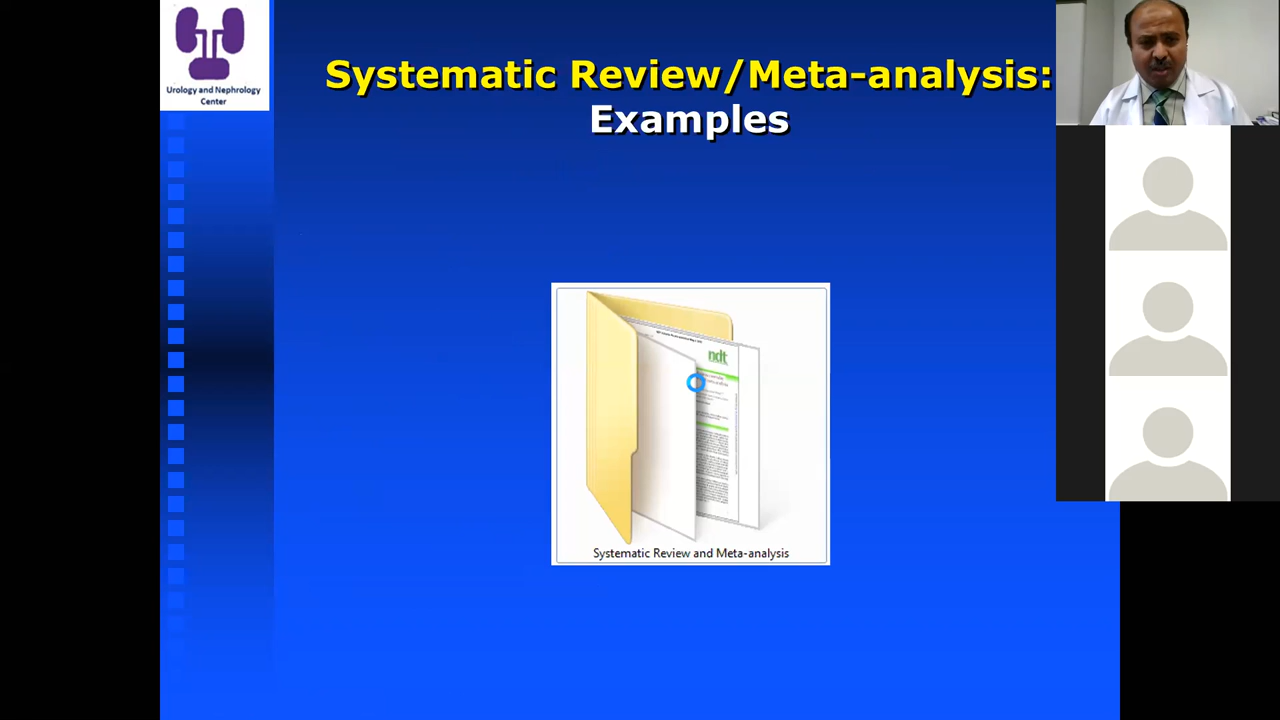 Urology and Nephrology
Center
Systematic Review/Meta-analysis:
Examples
ndt
Systematic Review and Meta-analysis